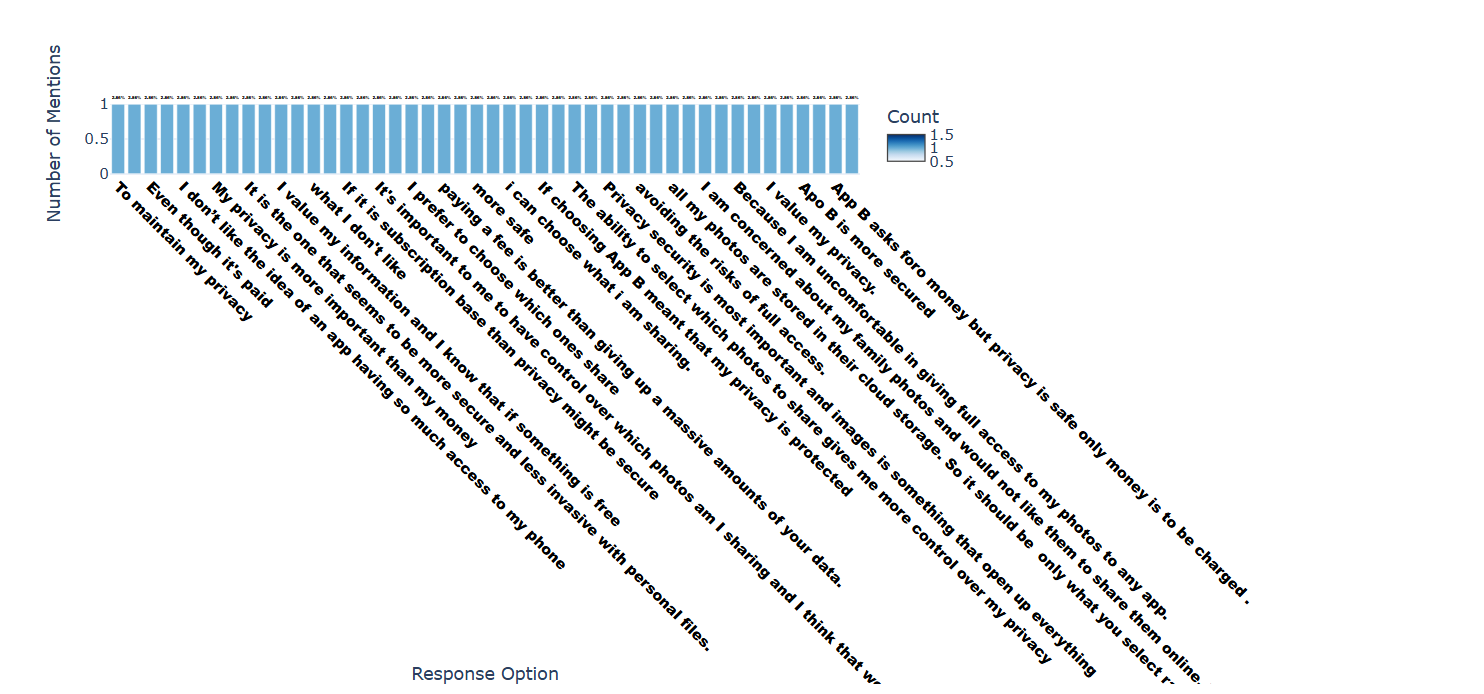 Number of Mentions
1
0.5
0
Count
1.5
1
0.5
To maintain my privacy
Even though it's paid
I don't like the idea of an app having so much access to my phone
My privacy is more important than my money
It is the one that seems to be more secure and less invasive with personal files.
I value my information and I know that if something is free
what I don't like
If it is subscription base than privacy might be secure
It's important to me to have control over which photos am I sharing and I think that
I prefer to choose which ones share
paying a fee is better than giving up a massive amounts of your data.
more safe
i can choose what i am sharing.
If choosing App B meant that my privacy is protected
The ability to select which photos to share gives me more control over my privacy
Privacy security is most important and images is something that open up everything
avoiding the risks of full access.
all my photos are stored in their cloud storage. So it should be only what you select
I am concerned about my family photos and would not like them to share them online.
Because I am uncomfortable in giving full access to my photos to any app.
I value my privacy.
Apo B is more secured
App B asks foro money but privacy is safe only money is to be charged .
Response Option